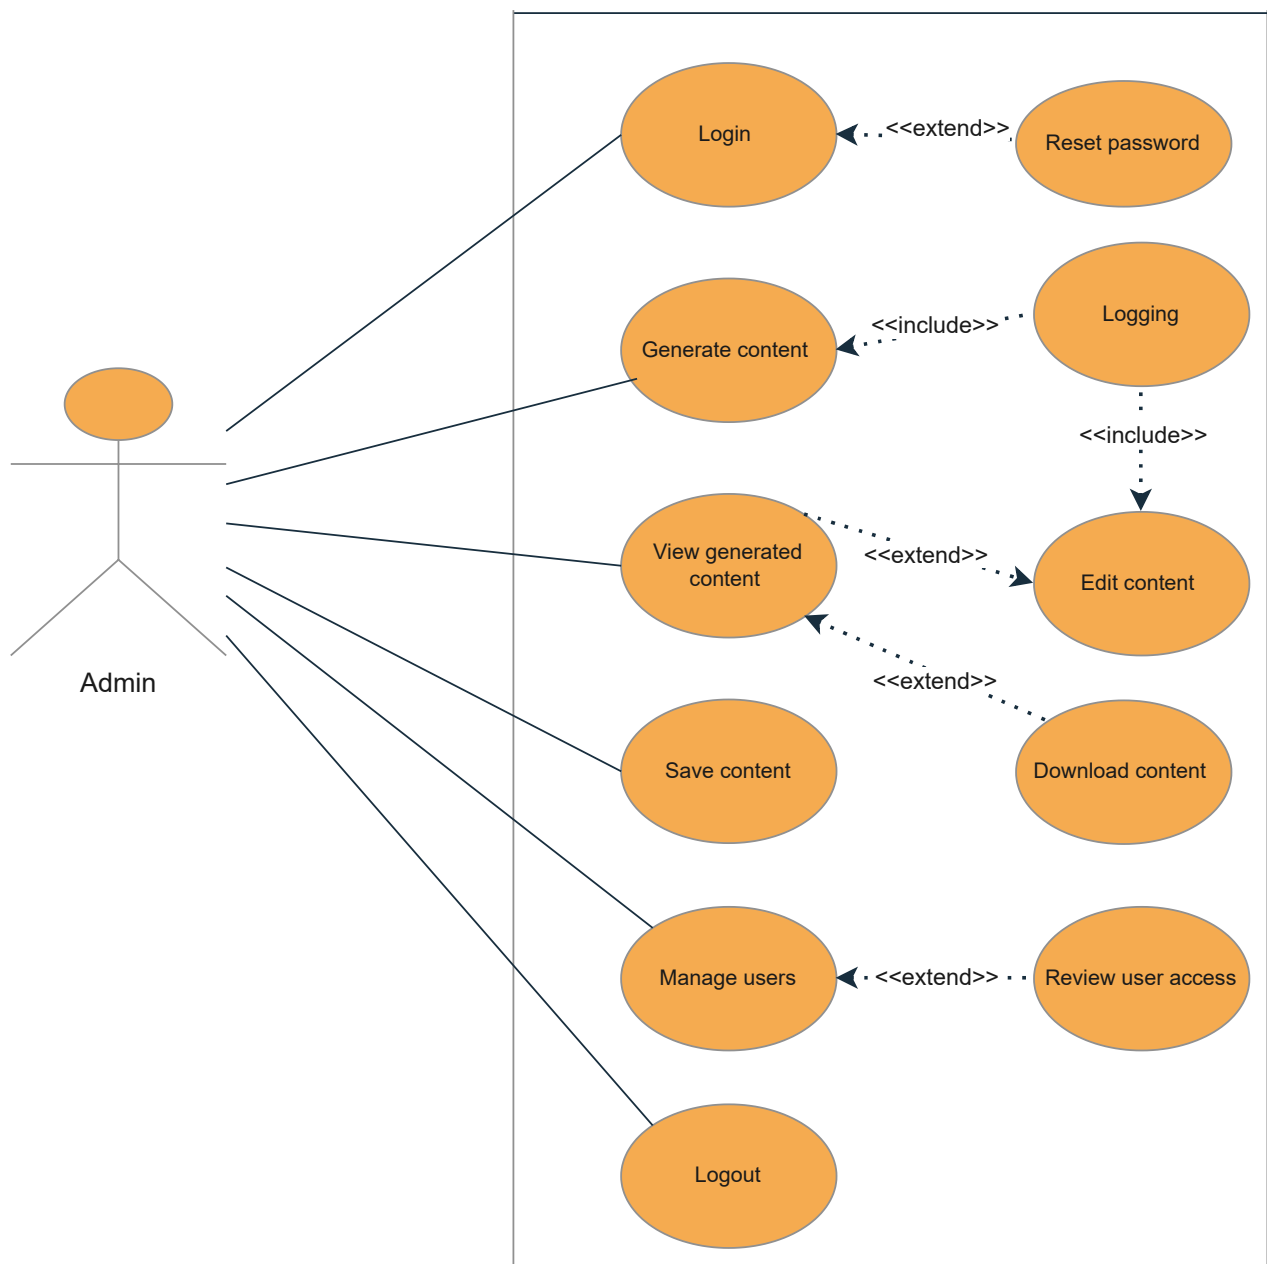 Login
<<extend>>
Reset password
Generate content
<<include>>
Logging
<<include>>
View generated
content
<<extend>>
Edit content
Admin
<<extend>>
Save content
Download content
Manage users
<<extend>>
Review user access
Logout